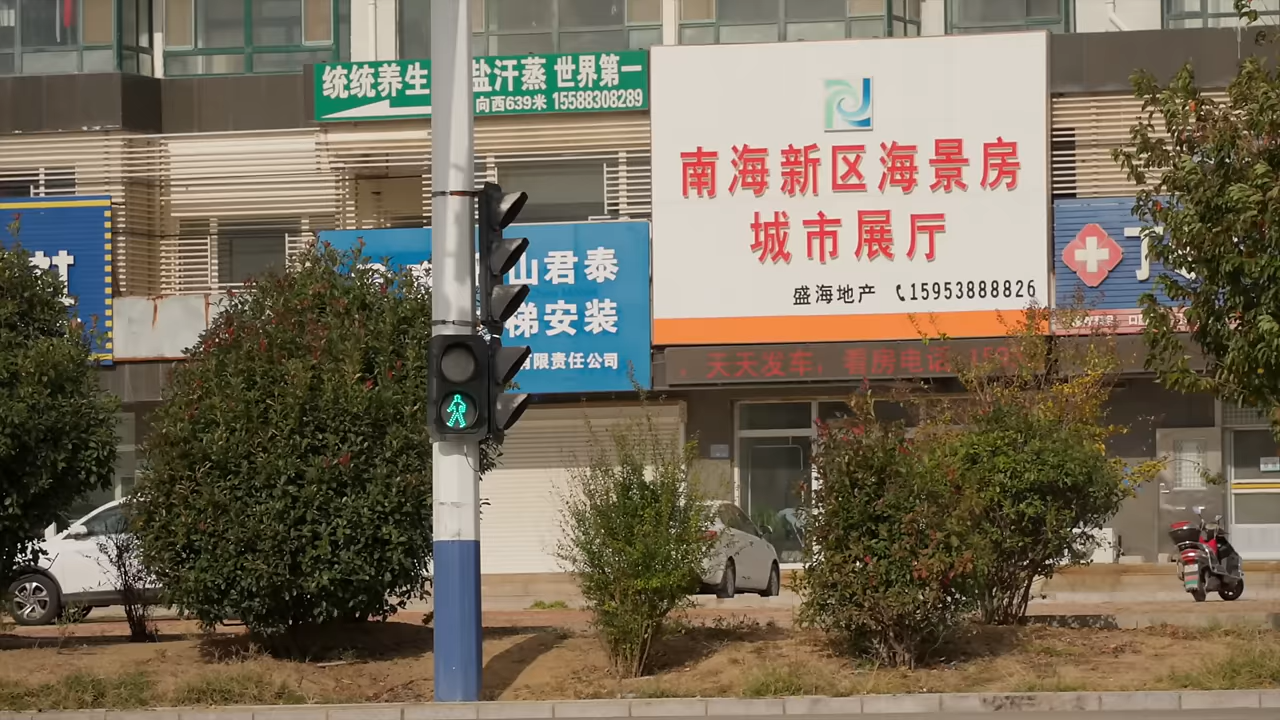 统统养生
盐汗蒸 世界第一
向西639米 15588308289
南海新区海景房
城市展厅
盛海地产 15953888826
山君泰
梯安装
有限责任公司
天天发车，看房电话